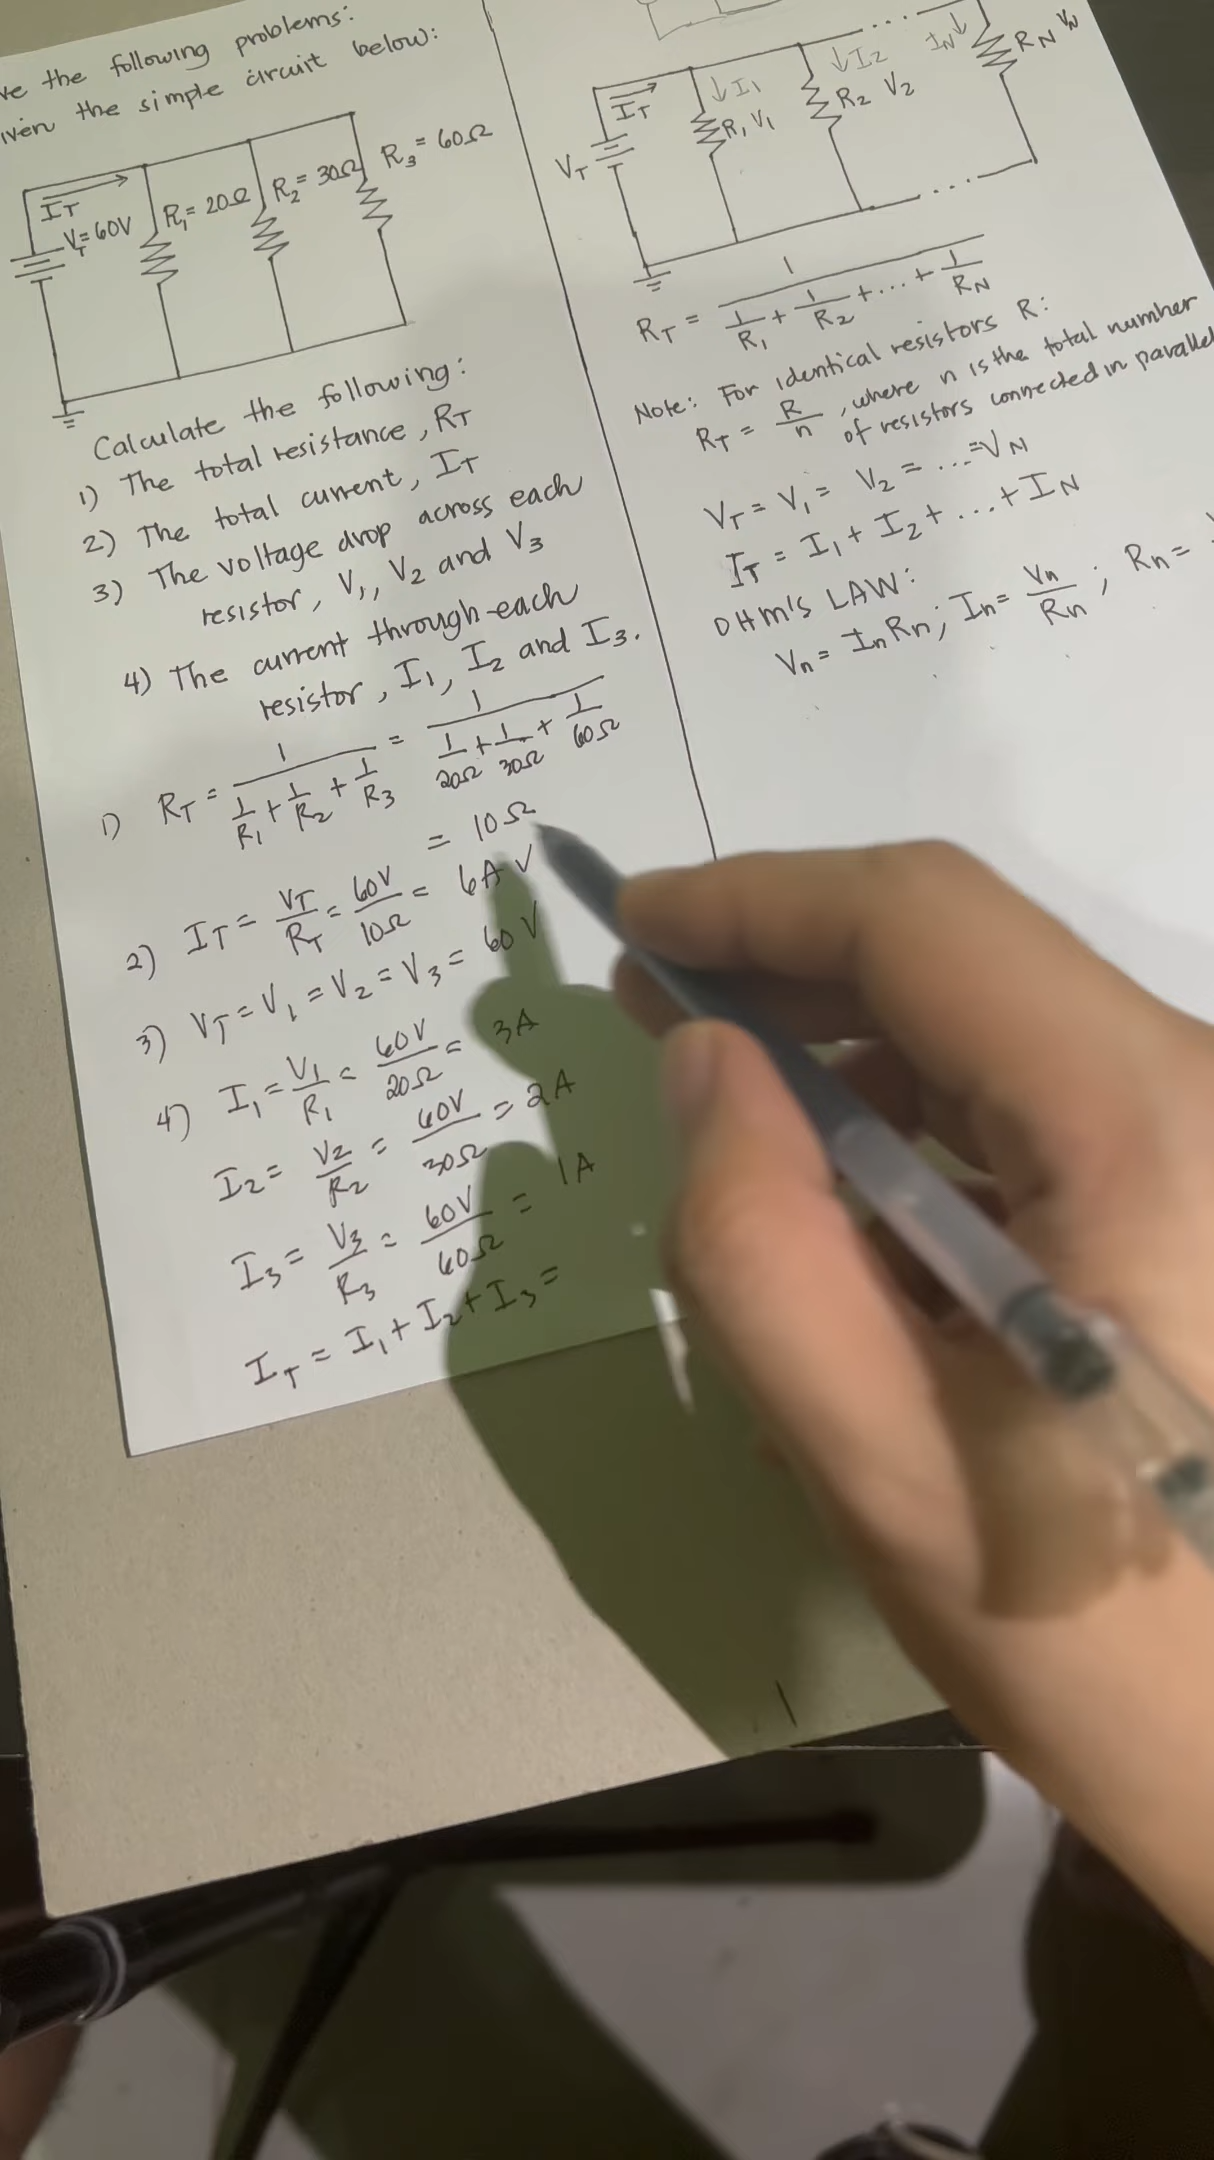 the following problems:
the simple circuit below:
IT
VT=60V
R1=20Ω
R2=30Ω
R3=60Ω
Calculate the following:
1) The total resistance, RT
2) The total current, IT
3) The voltage drop across each
resistor, V1, V2 and V3
4) The current through each
resistor, I1, I2 and I3.
1) RT = 1/(1/R1 + 1/R2 + 1/R3) = 1/(1/20Ω + 1/30Ω + 1/60Ω)
= 10Ω
2) IT = VT/RT = 60V/10Ω = 6A V
3) VT = V1 = V2 = V3 = 60V
4) I1 = V1/R1 = 60V/20Ω = 3A
I2 = V2/R2 = 60V/30Ω = 2A
I3 = V3/R3 = 60V/60Ω = 1A
IT = I1 + I2 + I3 =
VT
IT
↓I1
R1 V1
↓I2
R2 V2
IN↓
RN VN
RT = 1/(1/R1 + 1/R2 + ... + 1/RN)
Note: For identical resistors R:
RT = R/n, where n is the total number
of resistors connected in parallel
VT = V1 = V2 = ... = VN
IT = I1 + I2 + ... + IN
OHM'S LAW:
Vn = InRn; In = Vn/Rn; Rn =